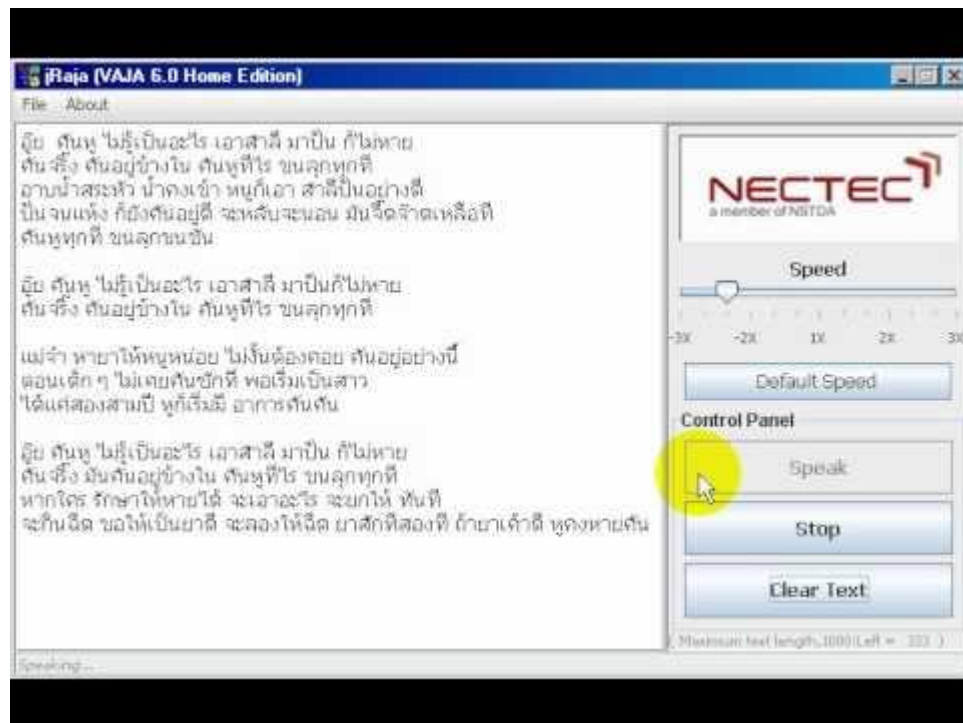 jRaja (VAJA 6.0 Home Edition)
File About
อุ๊ย คันหู ไม่รู้เป็นอะไร เอาสำลี มาปั่น ก็ไม่หาย
คันจริ๊ง คันอยู่ข้างใน คันหูทีไร ขนลุกทุกที
อาบน้ำสระหัว น้ำคงเข้า หนูก็เอา สำลีปั่นอย่างดี
ปั่นจนแห้ง ก็ยังคันอยู่ดี จะหลับจะนอน มันจี๊ดจ๊าดเหลือที
คันหูทุกที ขนลุกขนชัน
อุ๊ย คันหู ไม่รู้เป็นอะไร เอาสำลี มาปั่นก็ไม่หาย
คันจริ๊ง คันอยู่ข้างใน คันหูทีไร ขนลุกทุกที
แม่จ๋า หายาให้หนูหน่อย ไม่งั้นต้องคอย คันอยู่อย่างนี้
ตอนเด็ก ๆ ไม่เคยคันซักที พอเริ่มเป็นสาว
ได้แค่สองสามปี หูก็เริ่มมี อาการคันคัน
อุ๊ย คันหู ไม่รู้เป็นอะไร เอาสำลี มาปั่น ก็ไม่หาย
คันจริ๊ง มันคันอยู่ข้างใน คันหูทีไร ขนลุกทุกที
หากใคร รักษาให้หายได้ จะเอาอะไร จะยกให้ ทันที
จะกินฉีด ขอให้เป็นยาดี จะลองให้ฉีด ยาสักทีสองที ถ้ายาเค้าดี หูคงหายคัน
NECTEC
a member of NSTDA
Speed
-3X -2X 1X 2X 3X
Default Speed
Control Panel
Speak
Stop
Clear Text
( Maximum text length,1000:Left = 333 )
Speaking...